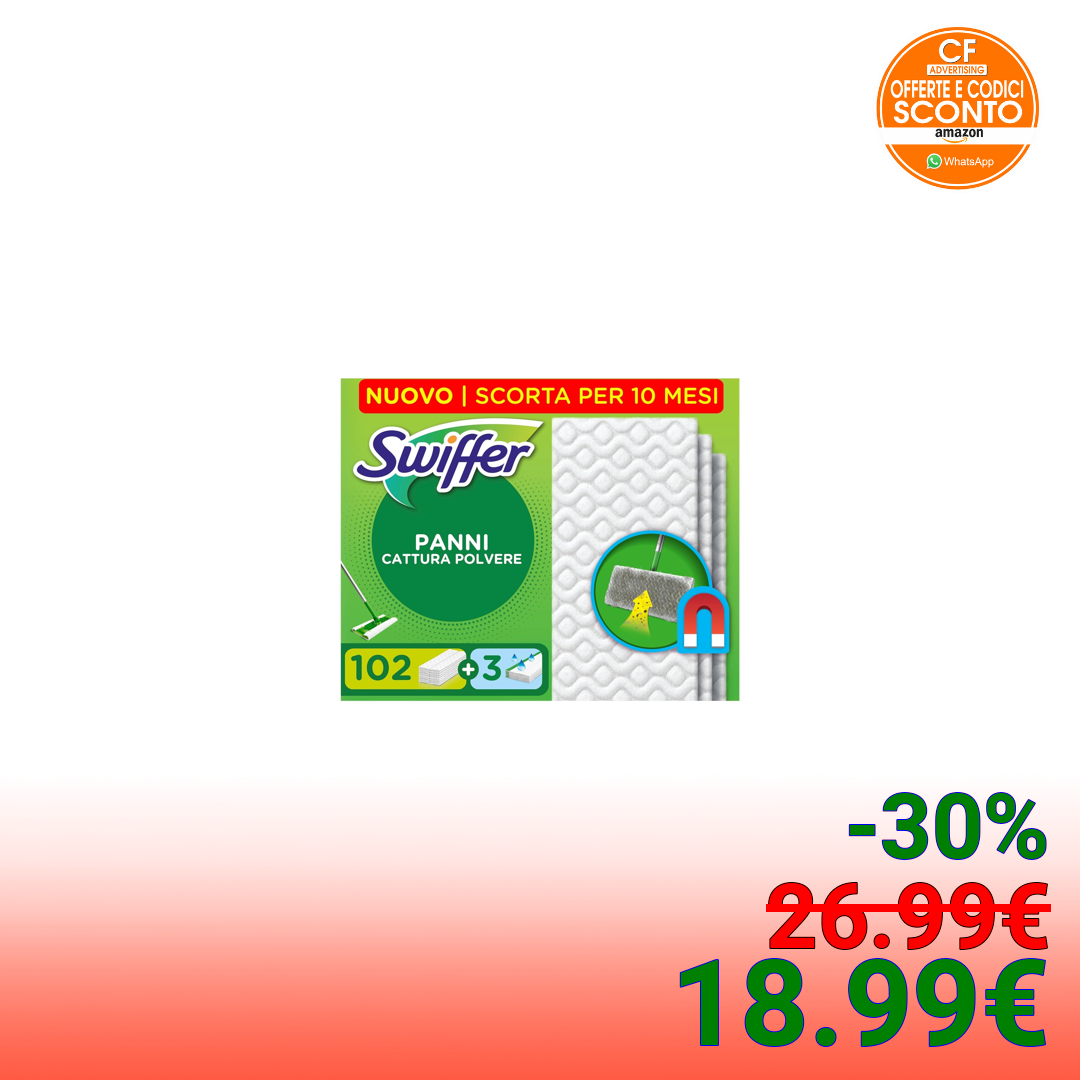 CF
ADVERTISING
OFFERTE E CODICI
SCONTO
amazon
WhatsApp
NUOVO | SCORTA PER 10 MESI
Swiffer
PANNI
CATTURA POLVERE
102 +3
-30%
26.99€
18.99€